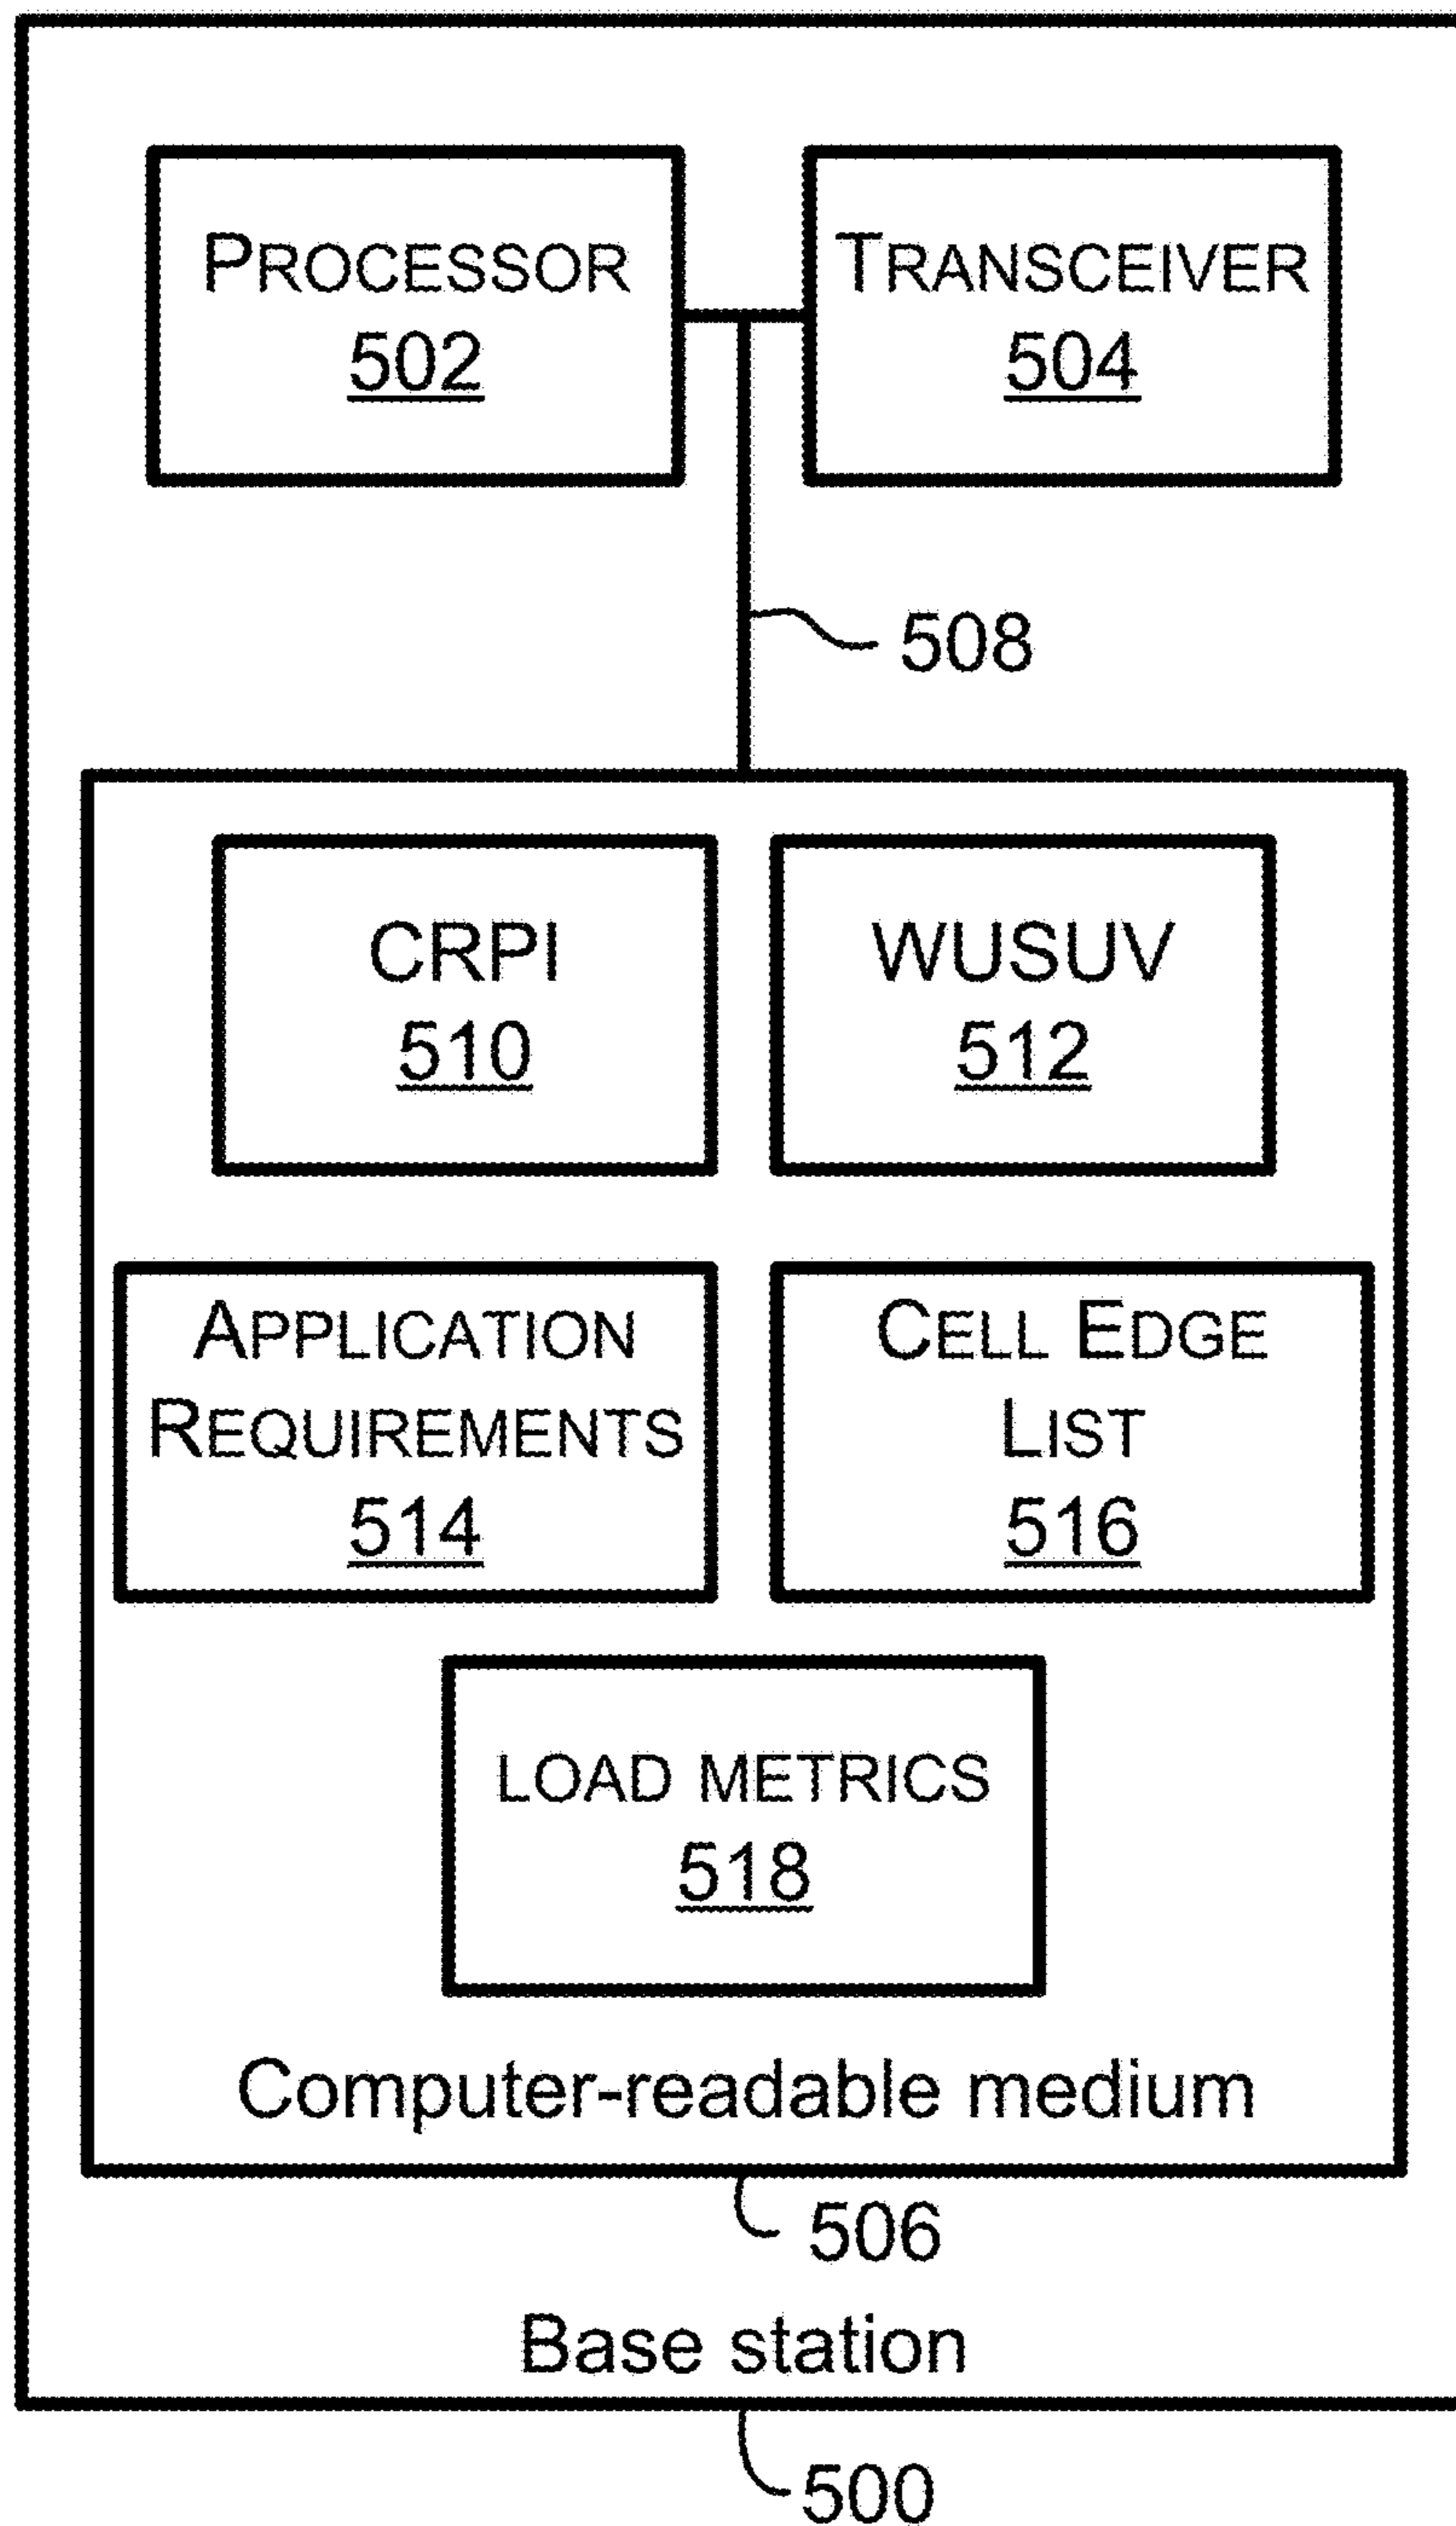 PROCESSOR
502
TRANSCEIVER
504
508
CRPI
510
WUSUV
512
APPLICATION
REQUIREMENTS
514
CELL EDGE
LIST
516
LOAD METRICS
518
Computer-readable medium
506
Base station
500